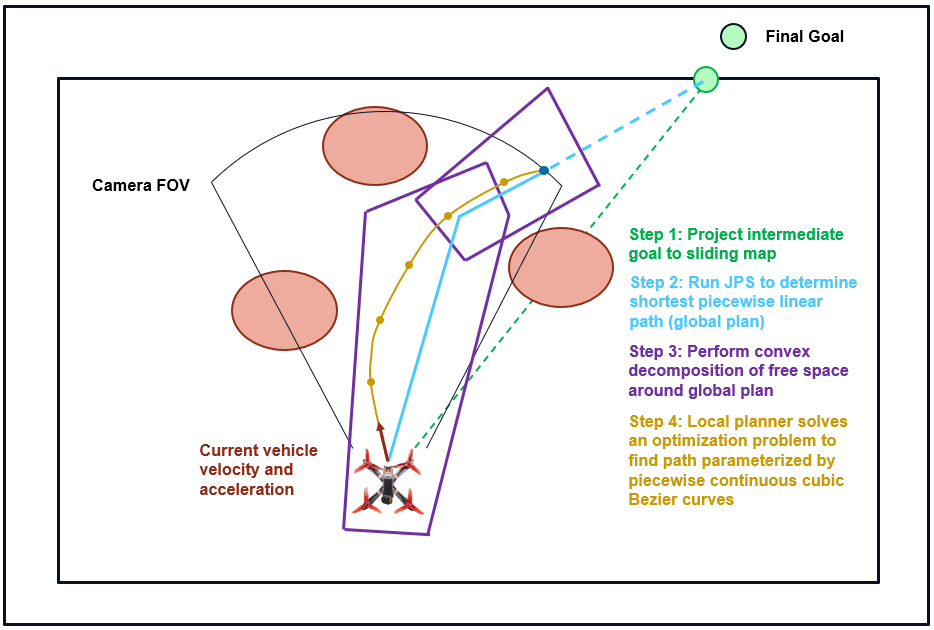 Final Goal
Camera FOV
Step 1: Project intermediate
goal to sliding map
Step 2: Run JPS to determine
shortest piecewise linear
path (global plan)
Step 3: Perform convex
decomposition of free space
around global plan
Step 4: Local planner solves
an optimization problem to
find path parameterized by
piecewise continuous cubic
Bezier curves
Current vehicle
velocity and
acceleration